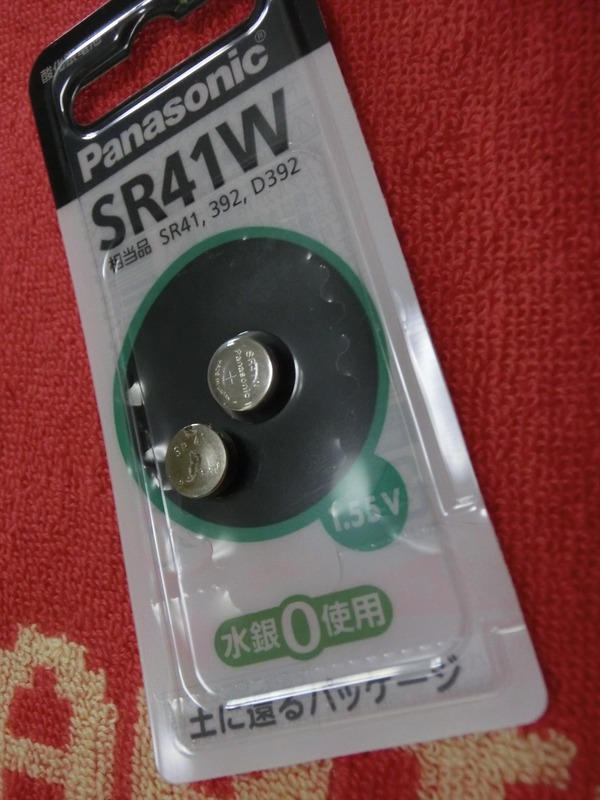 Panasonic®
SR41W
相当品 SR41, 392, D392
Panasonic
1.55V
水銀0使用
土に還るパッケージ